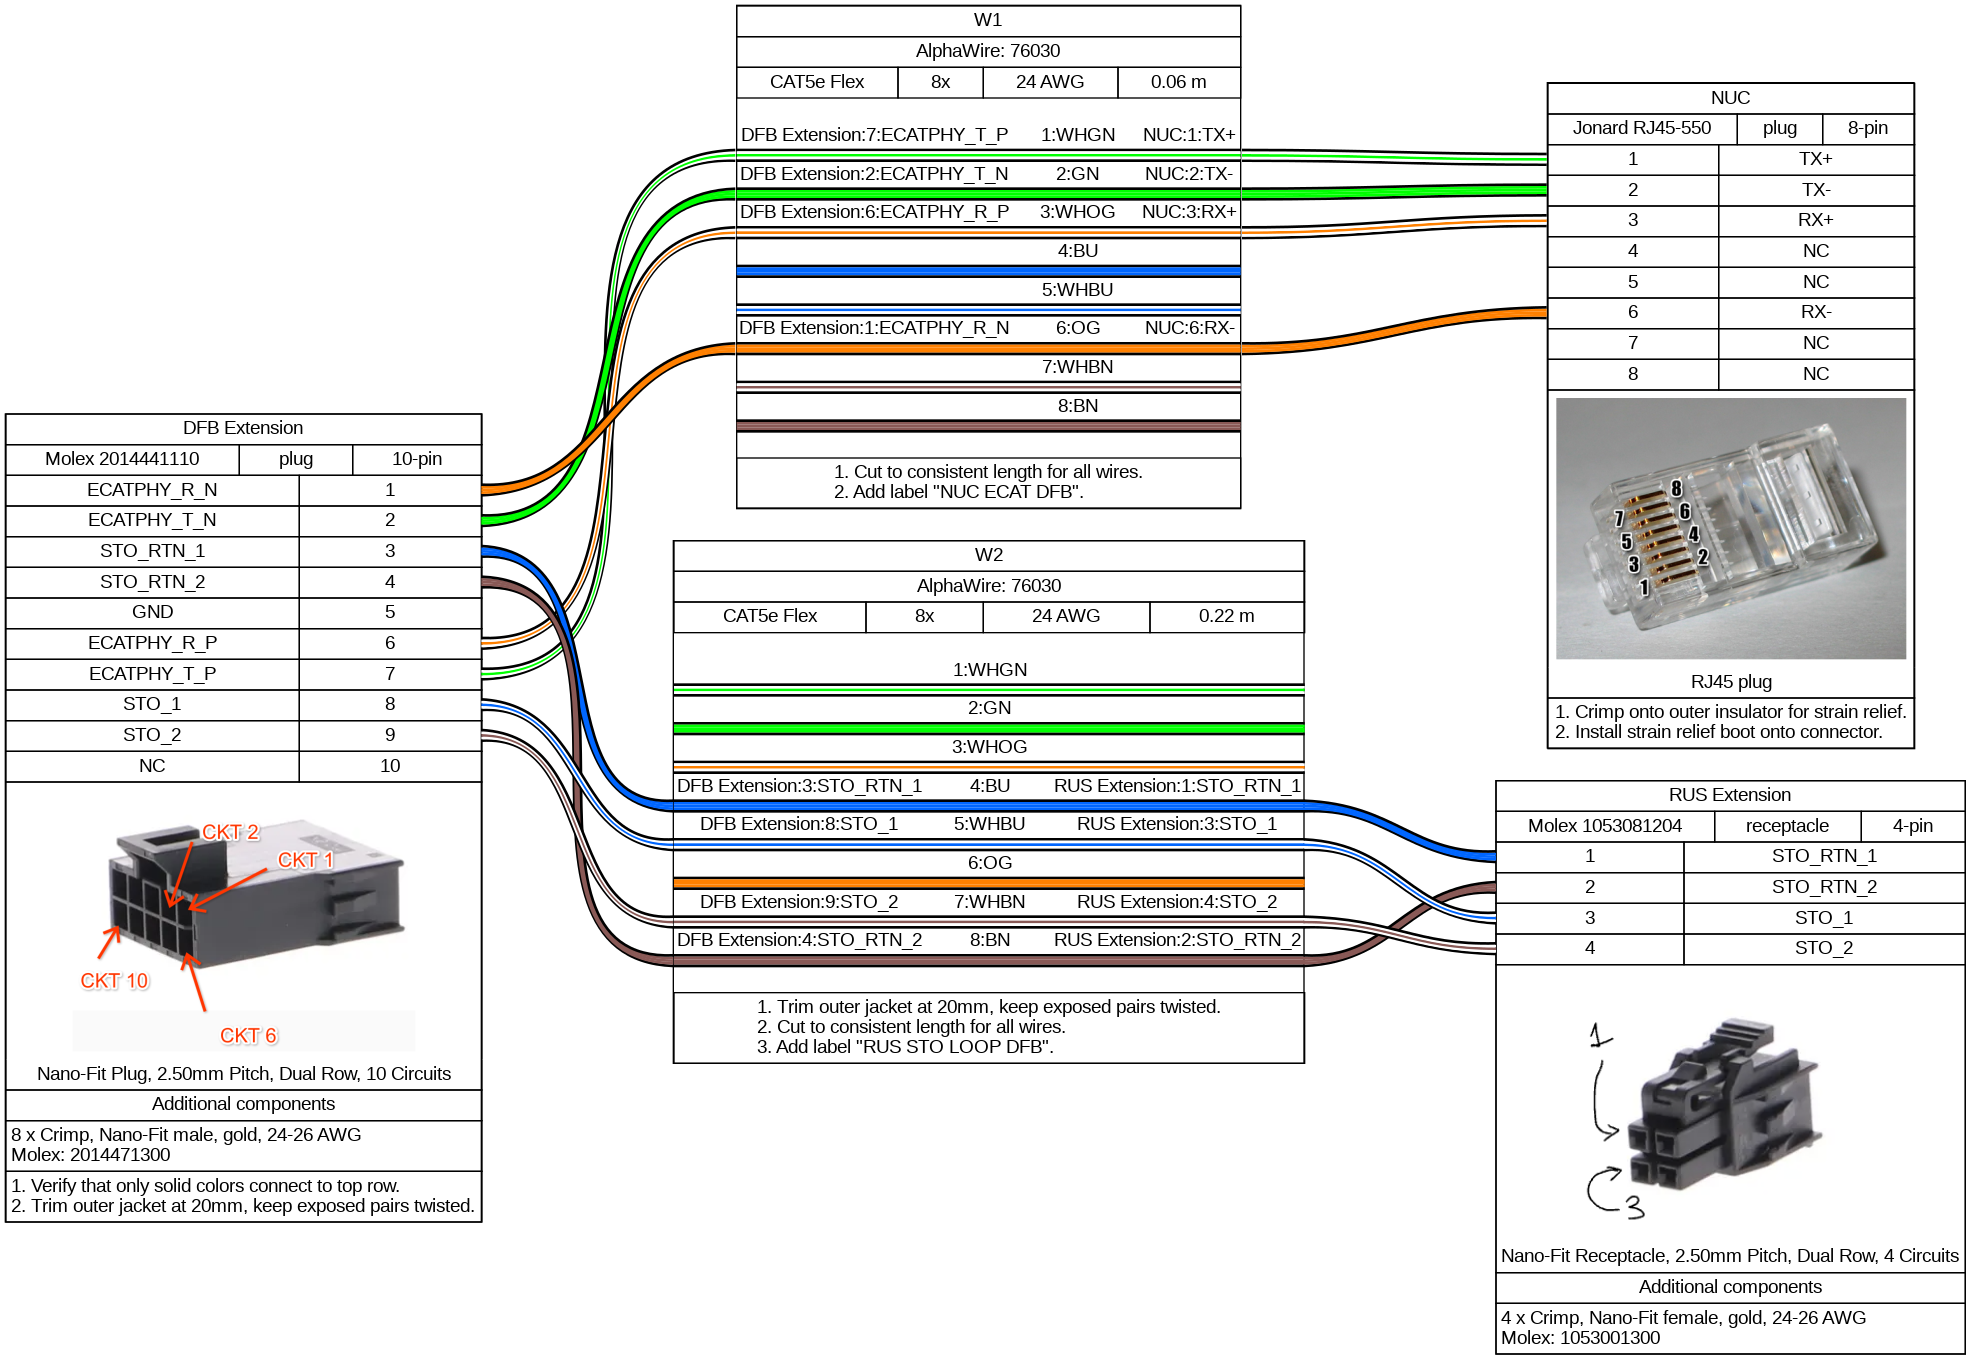 W1
AlphaWire: 76030
CAT5e Flex 8x 24 AWG 0.06 m
DFB Extension:7:ECATPHY_T_P 1:WHGN NUC:1:TX+
DFB Extension:2:ECATPHY_T_N 2:GN NUC:2:TX-
DFB Extension:6:ECATPHY_R_P 3:WHOG NUC:3:RX+
4:BU
5:WHBU
DFB Extension:1:ECATPHY_R_N 6:OG NUC:6:RX-
7:WHBN
8:BN
1. Cut to consistent length for all wires.
2. Add label "NUC ECAT DFB".
NUC
Jonard RJ45-550 plug 8-pin
1 TX+
2 TX-
3 RX+
4 NC
5 NC
6 RX-
7 NC
8 NC
8
7
6
5
4
3
2
1
RJ45 plug
1. Crimp onto outer insulator for strain relief.
2. Install strain relief boot onto connector.
DFB Extension
Molex 2014441110 plug 10-pin
ECATPHY_R_N 1
ECATPHY_T_N 2
STO_RTN_1 3
STO_RTN_2 4
GND 5
ECATPHY_R_P 6
ECATPHY_T_P 7
STO_1 8
STO_2 9
NC 10
CKT 2
CKT 1
CKT 10
CKT 6
Nano-Fit Plug, 2.50mm Pitch, Dual Row, 10 Circuits
Additional components
8 x Crimp, Nano-Fit male, gold, 24-26 AWG
Molex: 2014471300
1. Verify that only solid colors connect to top row.
2. Trim outer jacket at 20mm, keep exposed pairs twisted.
W2
AlphaWire: 76030
CAT5e Flex 8x 24 AWG 0.22 m
1:WHGN
2:GN
3:WHOG
DFB Extension:3:STO_RTN_1 4:BU RUS Extension:1:STO_RTN_1
DFB Extension:8:STO_1 5:WHBU RUS Extension:3:STO_1
6:OG
DFB Extension:9:STO_2 7:WHBN RUS Extension:4:STO_2
DFB Extension:4:STO_RTN_2 8:BN RUS Extension:2:STO_RTN_2
1. Trim outer jacket at 20mm, keep exposed pairs twisted.
2. Cut to consistent length for all wires.
3. Add label "RUS STO LOOP DFB".
RUS Extension
Molex 1053081204 receptacle 4-pin
1 STO_RTN_1
2 STO_RTN_2
3 STO_1
4 STO_2
1
3
Nano-Fit Receptacle, 2.50mm Pitch, Dual Row, 4 Circuits
Additional components
4 x Crimp, Nano-Fit female, gold, 24-26 AWG
Molex: 1053001300